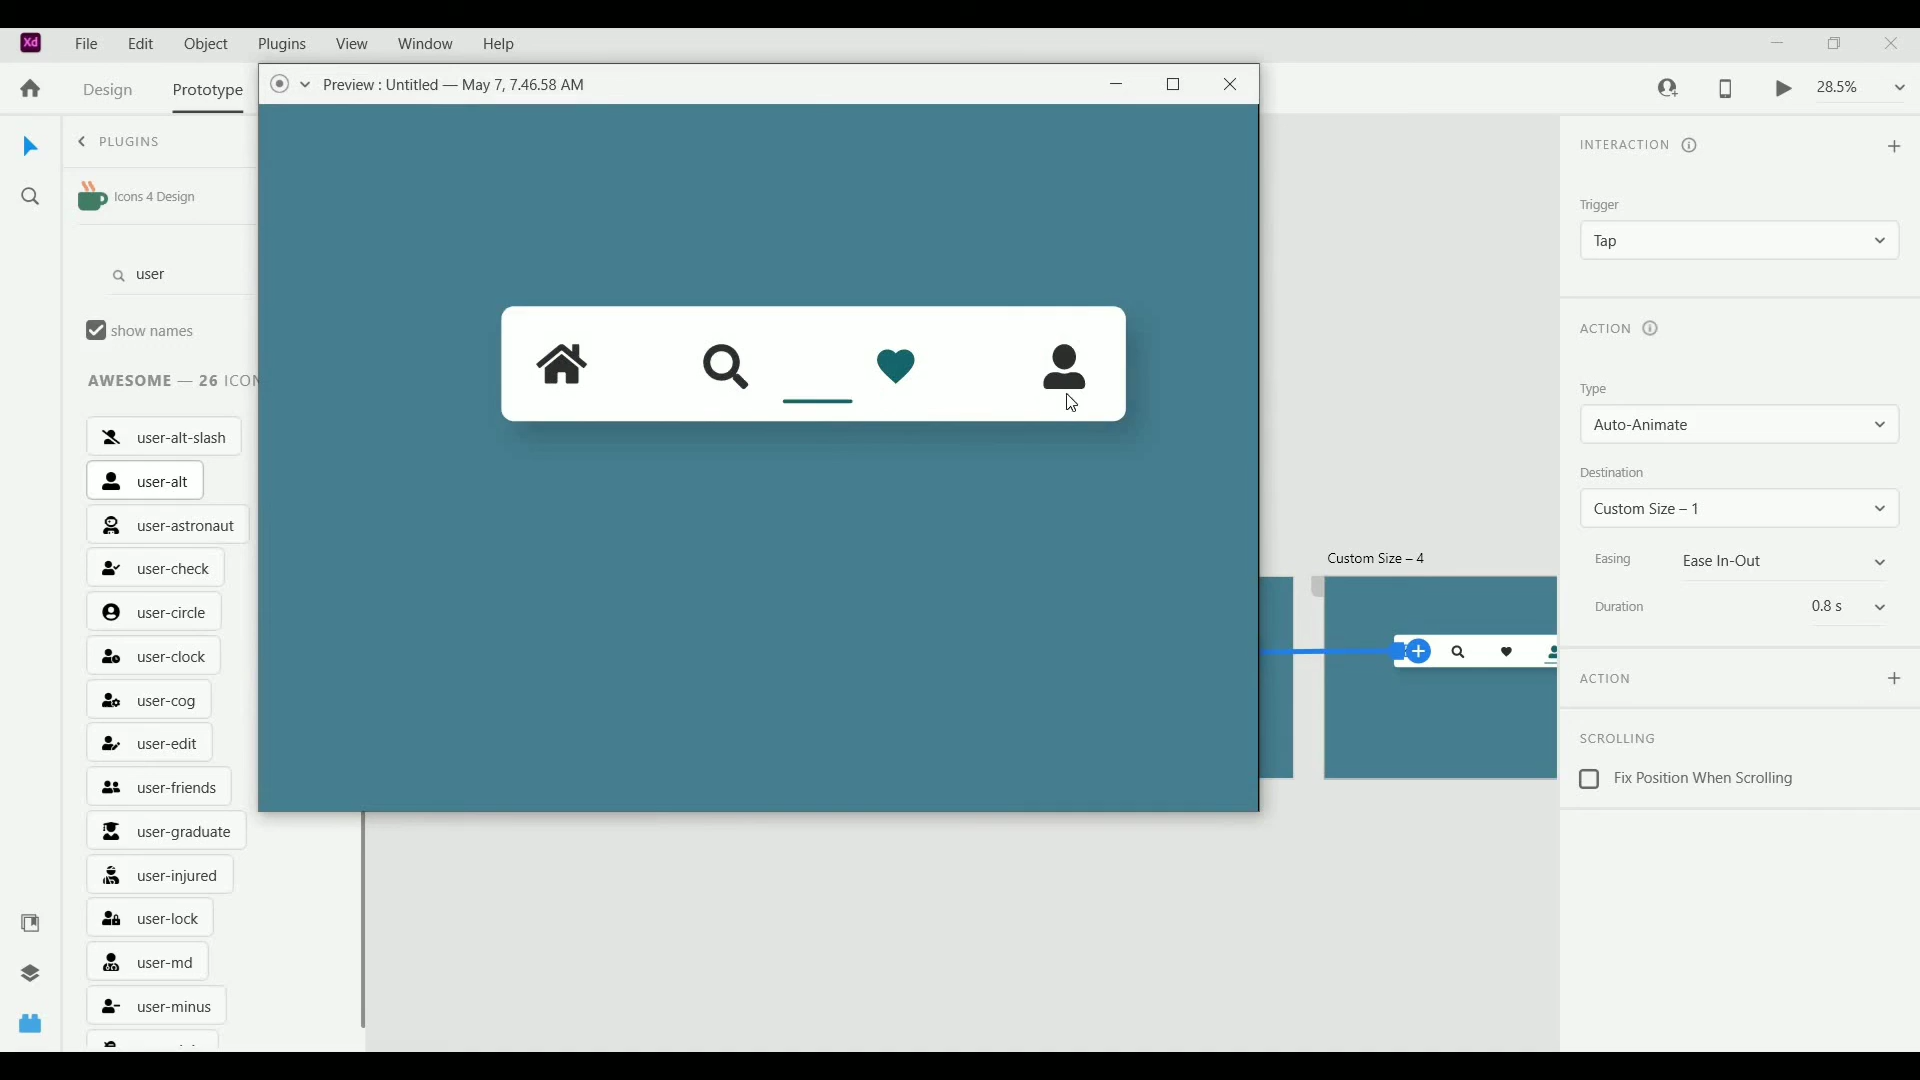 Xd File Edit Object Plugins View Window Help
Design Prototype
Preview : Untitled — May 7, 7.46.58 AM
28.5%
PLUGINS
Icons 4 Design
user
show names
AWESOME — 26 ICON
user-alt-slash
user-alt
user-astronaut
user-check
user-circle
user-clock
user-cog
user-edit
user-friends
user-graduate
user-injured
user-lock
user-md
user-minus
Custom Size – 4
INTERACTION
Trigger
Tap
ACTION
Type
Auto-Animate
Destination
Custom Size – 1
Easing Ease In-Out
Duration 0.8 s
ACTION
SCROLLING
Fix Position When Scrolling